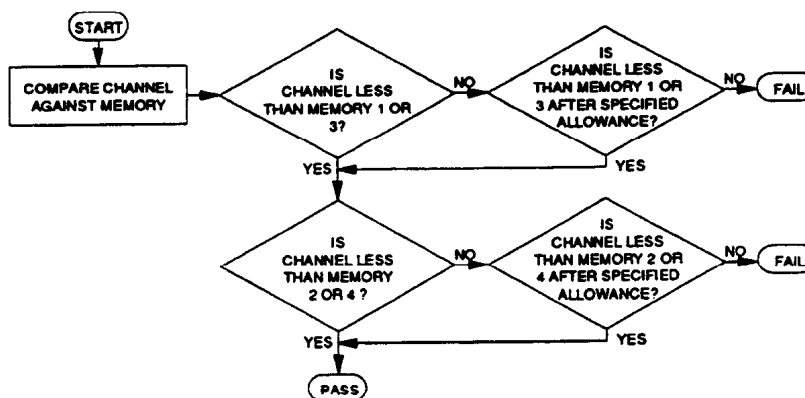 START
COMPARE CHANNEL
AGAINST MEMORY
IS
CHANNEL LESS
THAN MEMORY 1 OR
3?
NO
IS
CHANNEL LESS
THAN MEMORY 1 OR
3 AFTER SPECIFIED
ALLOWANCE?
NO
FAIL
YES
YES
IS
CHANNEL LESS
THAN MEMORY
2 OR 4 ?
NO
IS
CHANNEL LESS
THAN MEMORY 2 OR
4 AFTER SPECIFIED
ALLOWANCE?
NO
FAIL
YES
YES
PASS